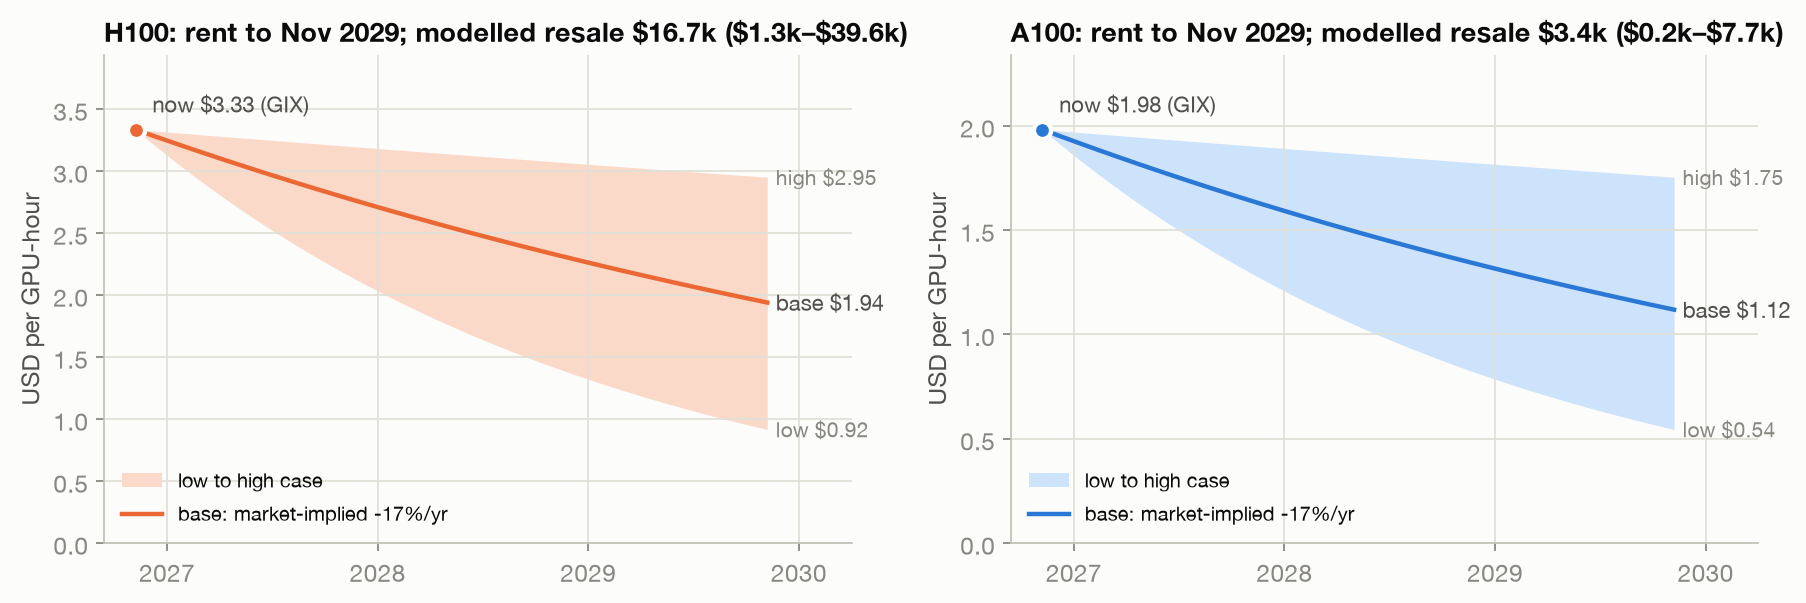 H100: rent to Nov 2029; modelled resale $16.7k ($1.3k–$39.6k)
now $3.33 (GIX)
3.5
3.0
2.5
2.0
1.5
1.0
0.5
0.0
USD per GPU-hour
high $2.95
base $1.94
low $0.92
low to high case
base: market-implied -17%/yr
2027
2028
2029
2030
A100: rent to Nov 2029; modelled resale $3.4k ($0.2k–$7.7k)
now $1.98 (GIX)
2.0
1.5
1.0
0.5
0.0
USD per GPU-hour
high $1.75
base $1.12
low $0.54
low to high case
base: market-implied -17%/yr
2027
2028
2029
2030